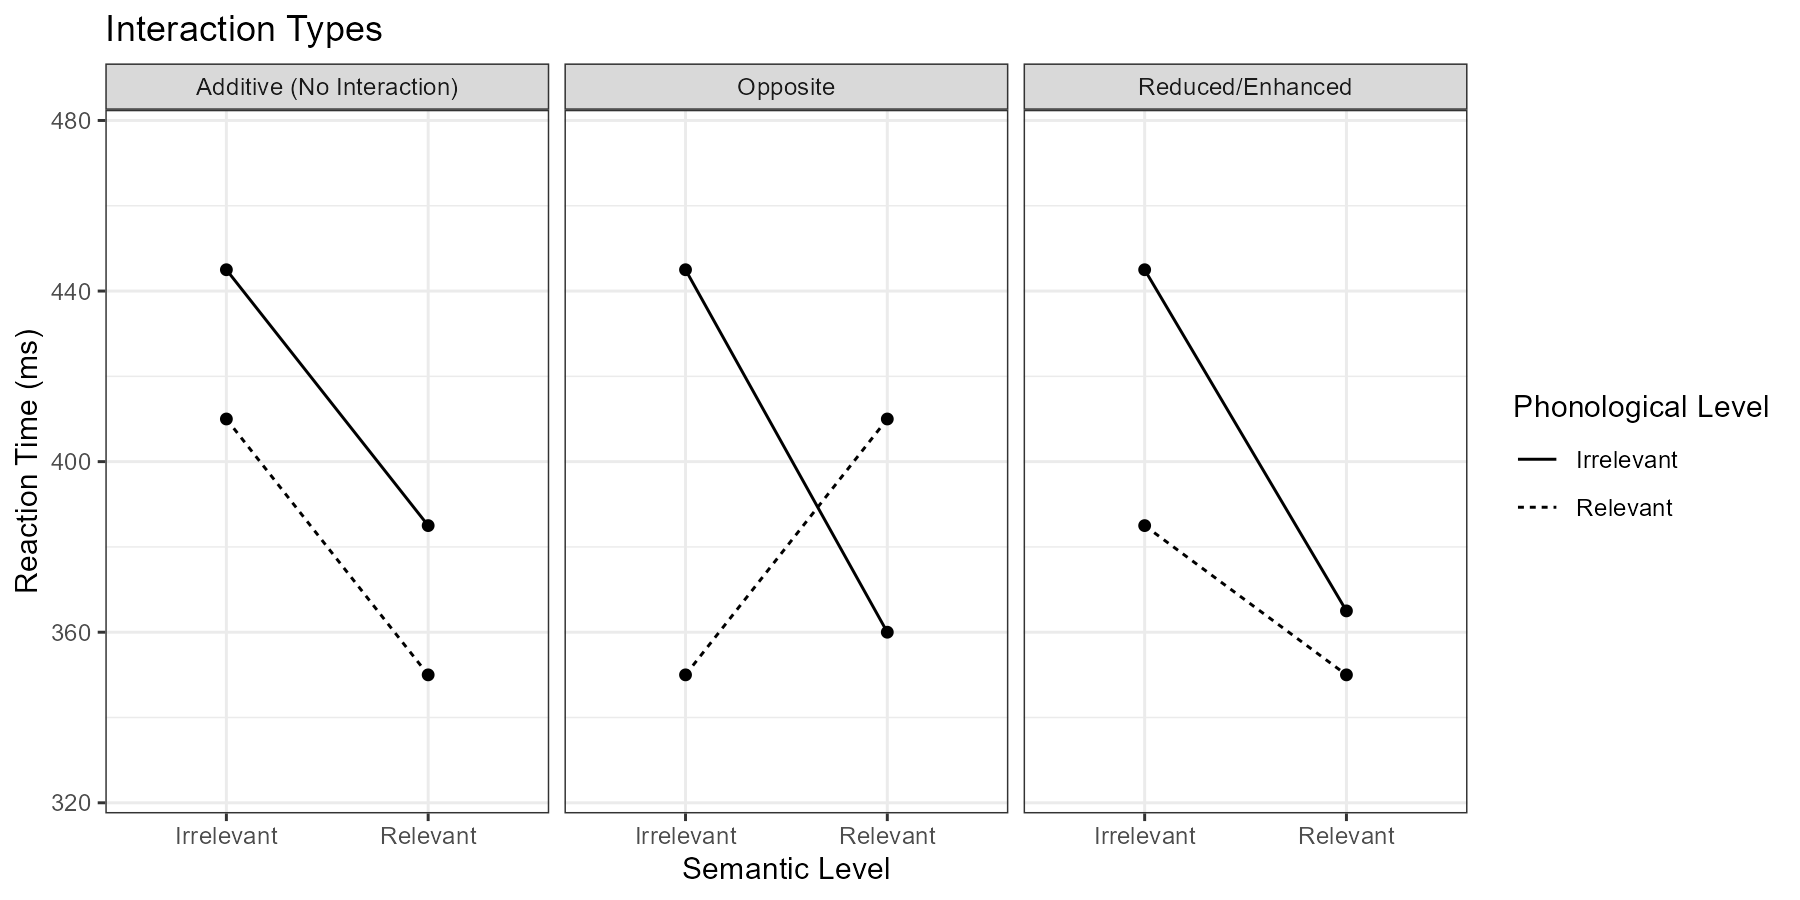 Interaction Types
Additive (No Interaction)
Opposite
Reduced/Enhanced
480
440
400
360
320
Reaction Time (ms)
Irrelevant
Relevant
Irrelevant
Relevant
Irrelevant
Relevant
Semantic Level
Phonological Level
Irrelevant
Relevant